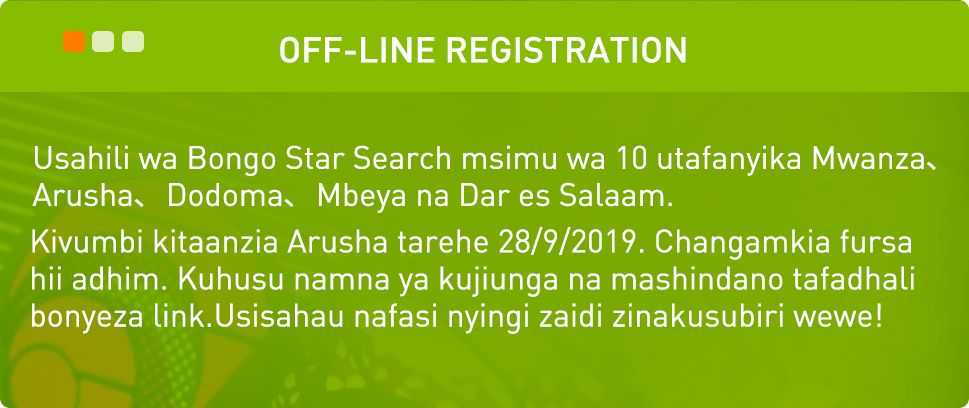 OFF-LINE REGISTRATION
Usahili wa Bongo Star Search msimu wa 10 utafanyika Mwanza、
Arusha、 Dodoma、 Mbeya na Dar es Salaam.
Kivumbi kitaanzia Arusha tarehe 28/9/2019. Changamkia fursa
hii adhim. Kuhusu namna ya kujiunga na mashindano tafadhali
bonyeza link.Usisahau nafasi nyingi zaidi zinakusubiri wewe!